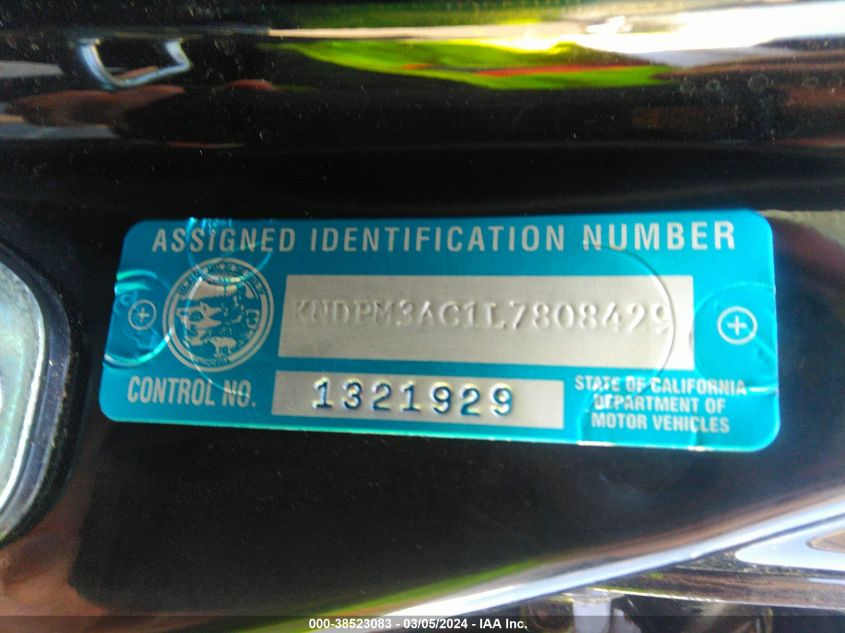 ASSIGNED IDENTIFICATION NUMBER
KNDPM3AC1L7808429
CONTROL NO. 1321929
STATE OF CALIFORNIA
DEPARTMENT OF
MOTOR VEHICLES
000-38523083 - 03/05/2024 - IAA Inc.